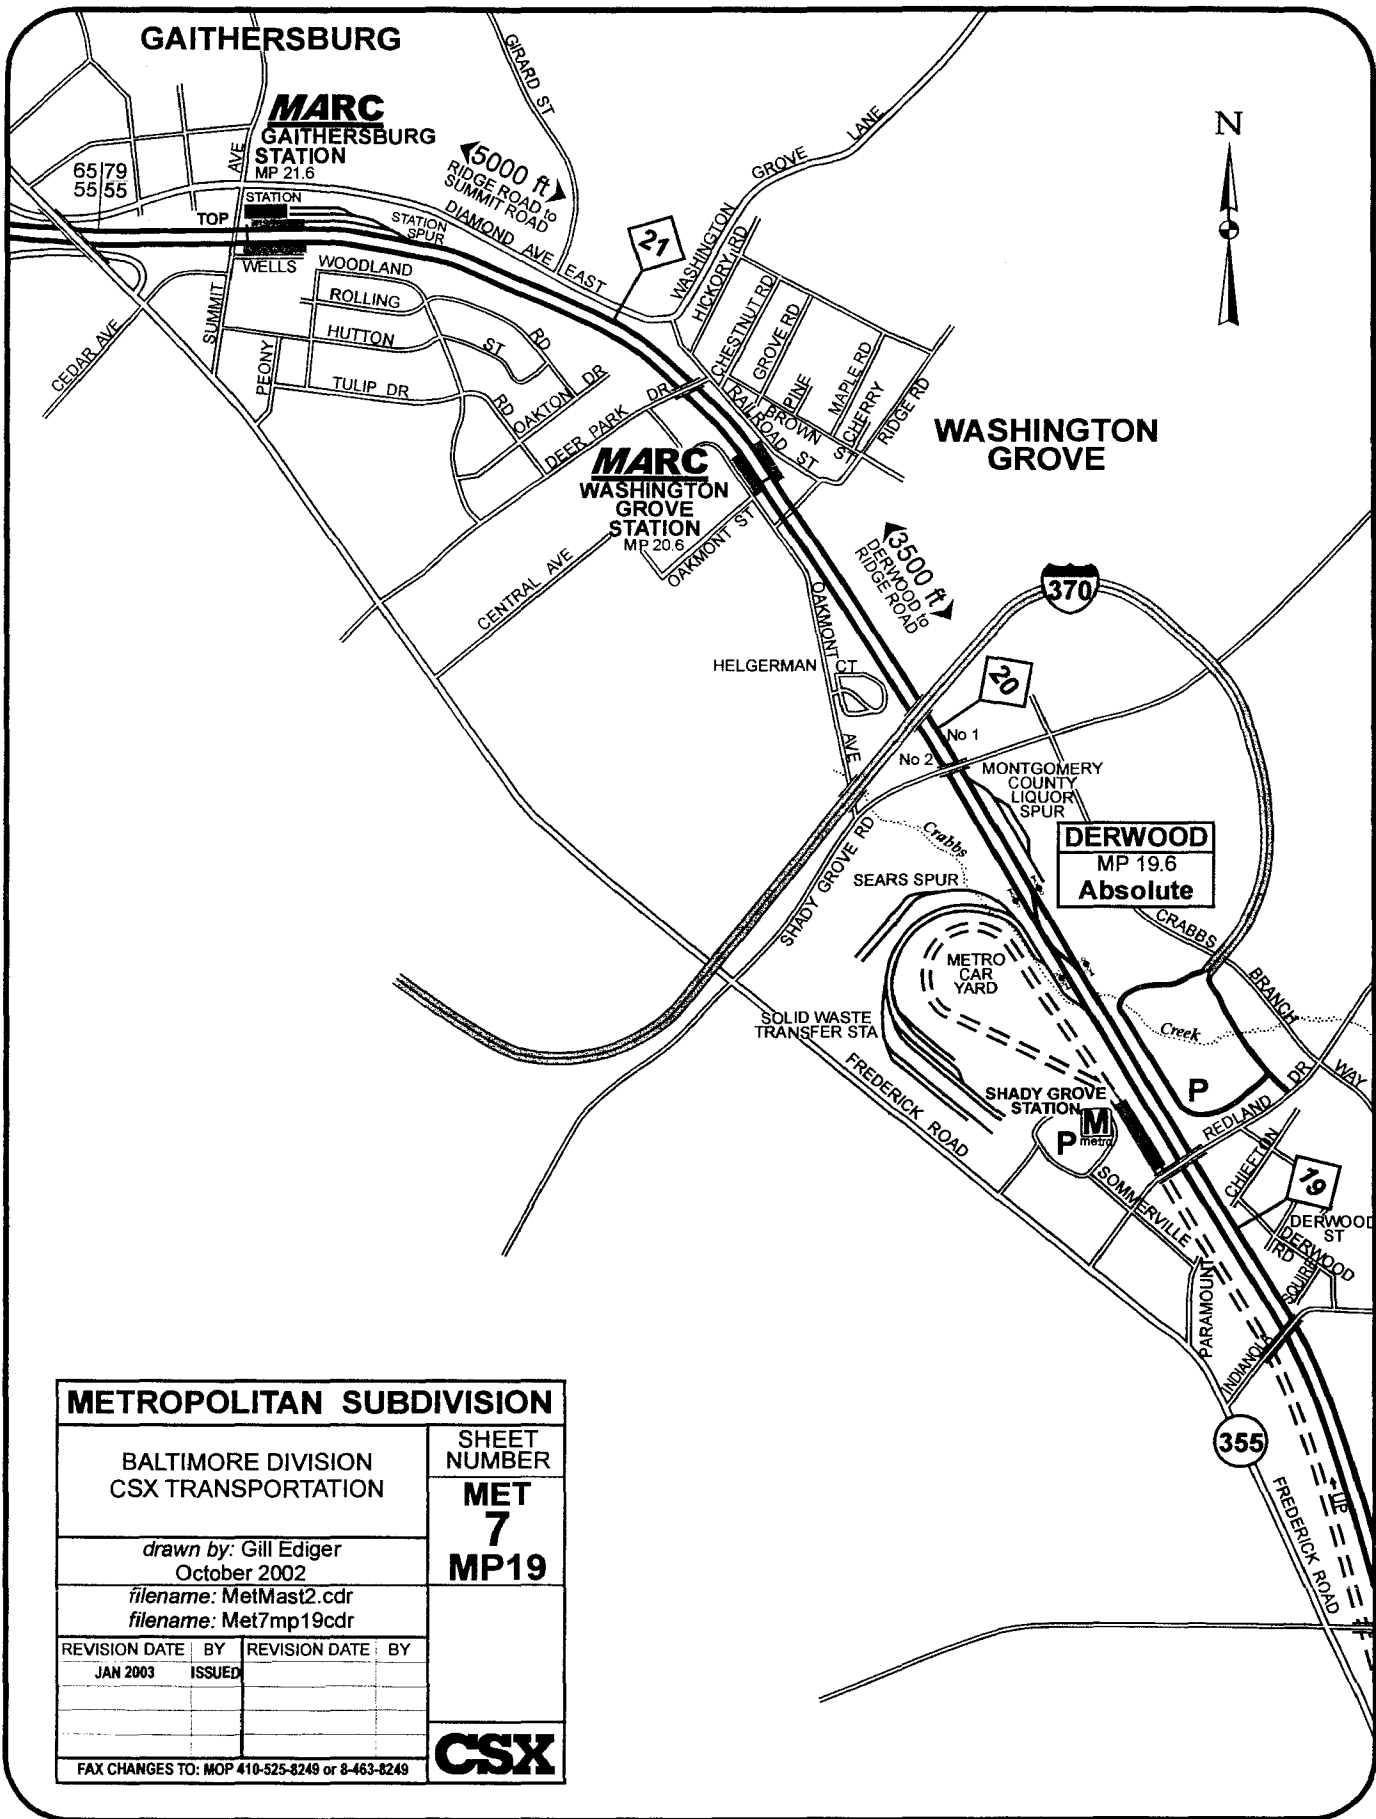 GAITHERSBURG
MARC
GAITHERSBURG
STATION
MP 21.6
65|79
55|55
TOP
STATION
STATION
SPUR
WELLS
AVE
SUMMIT
GIRARD ST
5000 ft
RIDGE ROAD to
SUMMIT ROAD
DIAMOND AVE EAST
21
WASHINGTON
GROVE
LANE
N
WOODLAND
ROLLING
RD
HUTTON
ST
TULIP DR
RD
PEONY
CEDAR AVE
OAKTON DR
DEER PARK DR
HICKORY RD
CHESTNUT RD
GROVE RD
PINE
MAPLE RD
CHERRY
RIDGE RD
RAILROAD ST
BROWN ST
WASHINGTON
GROVE
MARC
WASHINGTON
GROVE
STATION
MP 20.6
OAKMONT ST
CENTRAL AVE
3500 ft
DERWOOD to
RIDGE ROAD
370
OAKMONT
AVE
HELGERMAN CT
20
No 1
No 2
MONTGOMERY
COUNTY
LIQUOR
SPUR
DERWOOD
MP 19.6
Absolute
SHADY GROVE RD
Crabbs
SEARS SPUR
METRO
CAR
YARD
CRABBS
BRANCH
WAY
Creek
SOLID WASTE
TRANSFER STA
FREDERICK ROAD
SHADY GROVE
STATION
M
metro
P
P
REDLAND DR
CHIEFTON
19
DERWOOD
ST
DERWOOD
RD
SQUIRE
SOMMERVILLE
PARAMOUNT
INDIANOLA
355
UP
FREDERICK ROAD
METROPOLITAN SUBDIVISION
BALTIMORE DIVISION
CSX TRANSPORTATION
SHEET
NUMBER
MET
7
MP19
drawn by: Gill Ediger
October 2002
filename: MetMast2.cdr
filename: Met7mp19cdr
REVISION DATE BY REVISION DATE BY
JAN 2003 ISSUED
FAX CHANGES TO: MOP 410-525-8249 or 8-463-8249
CSX